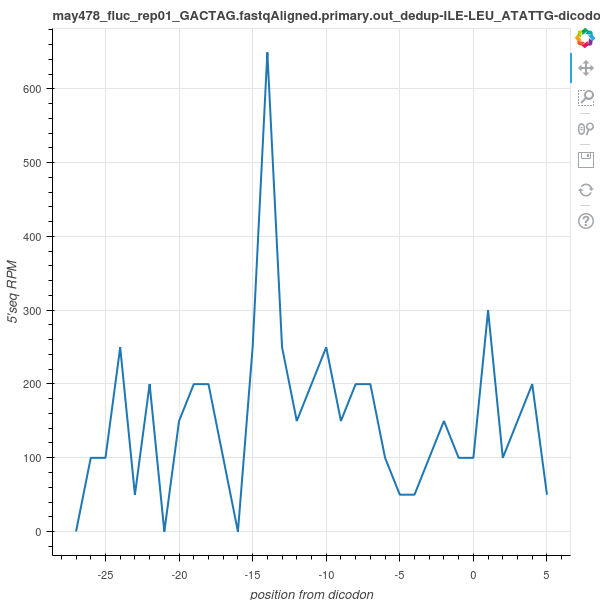 may478_fluc_rep01_GACTAG.fastqAligned.primary.out_dedup-ILE-LEU_ATATTG-dicodo
600
500
400
300
200
100
0
5'seq RPM
-25 -20 -15 -10 -5 0 5
position from dicodon